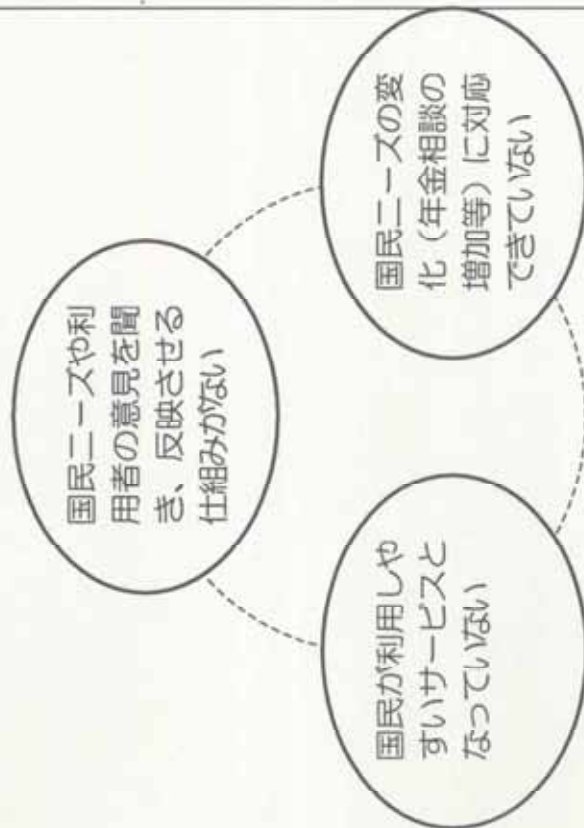 国民ニーズや利
用者の意見を聞
き、反映させる
仕組みがない
国民が利用しや
すいサービスと
なっていない
国民ニーズの変
化（年金相談の
増加等）に対応
できていない